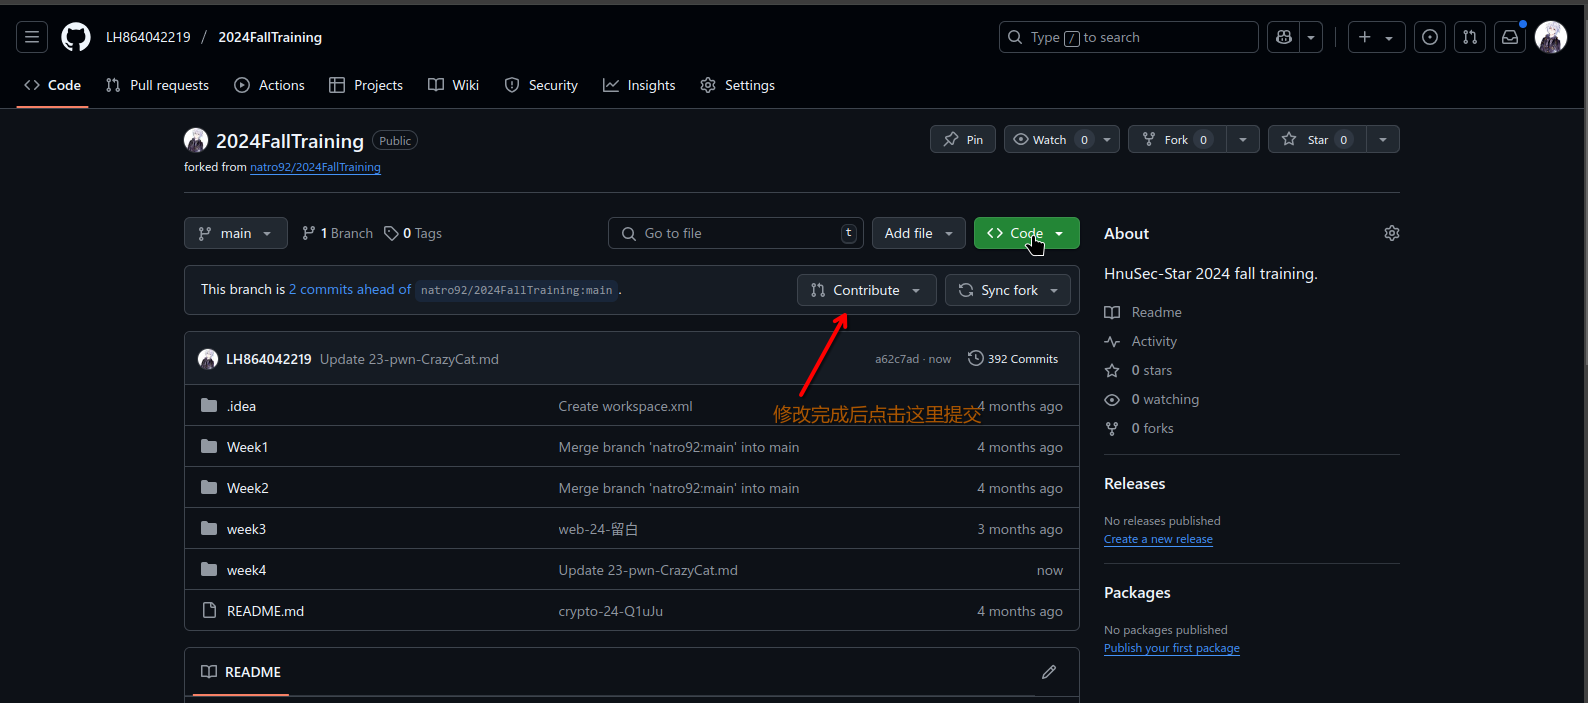 LH864042219 / 2024FallTraining
Type / to search
Code Pull requests Actions Projects Wiki Security Insights Settings
2024FallTraining Public
Pin Watch 0 Fork 0 Star 0
forked from natro92/2024FallTraining
main 1 Branch 0 Tags Go to file t Add file Code
About
HnuSec-Star 2024 fall training.
This branch is 2 commits ahead of natro92/2024FallTraining:main .
Contribute Sync fork
Readme
Activity
0 stars
0 watching
0 forks
LH864042219 Update 23-pwn-CrazyCat.md a62c7ad · now 392 Commits
.idea Create workspace.xml 4 months ago
修改完成后点击这里提交
Week1 Merge branch 'natro92:main' into main 4 months ago
Week2 Merge branch 'natro92:main' into main 4 months ago
week3 web-24-留白 3 months ago
week4 Update 23-pwn-CrazyCat.md now
README.md crypto-24-Q1uJu 4 months ago
Releases
No releases published
Create a new release
Packages
No packages published
Publish your first package
README